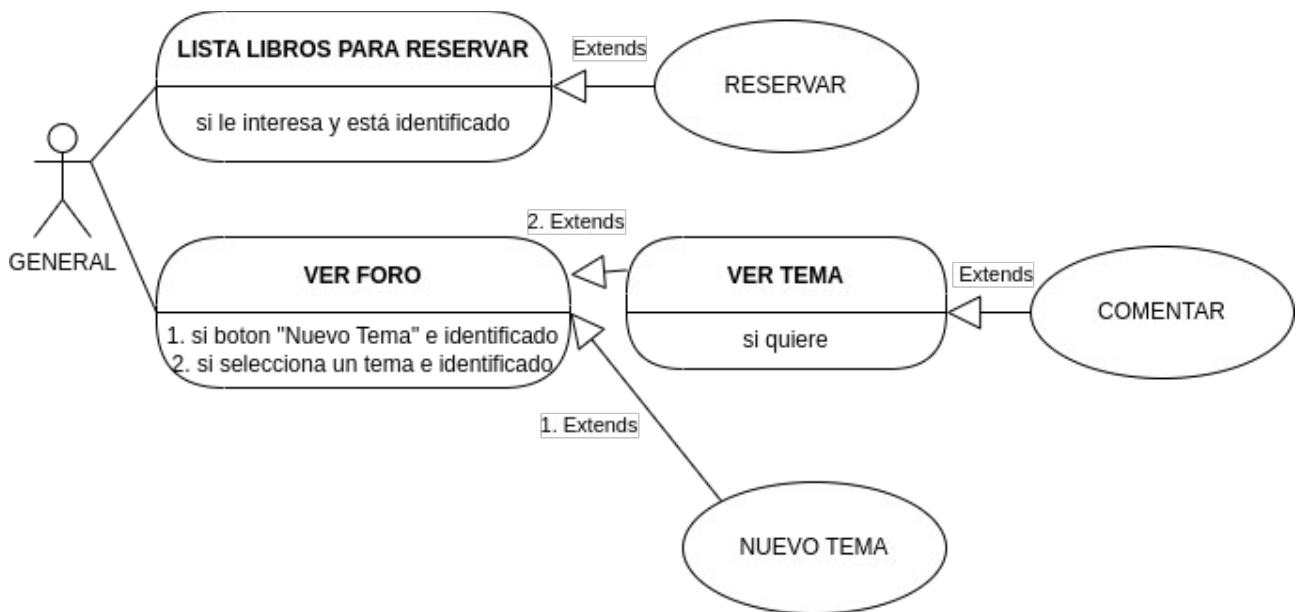 LISTA LIBROS PARA RESERVAR
si le interesa y está identificado
Extends
RESERVAR
GENERAL
VER FORO
1. si boton "Nuevo Tema" e identificado
2. si selecciona un tema e identificado
2. Extends
VER TEMA
si quiere
Extends
COMENTAR
1. Extends
NUEVO TEMA